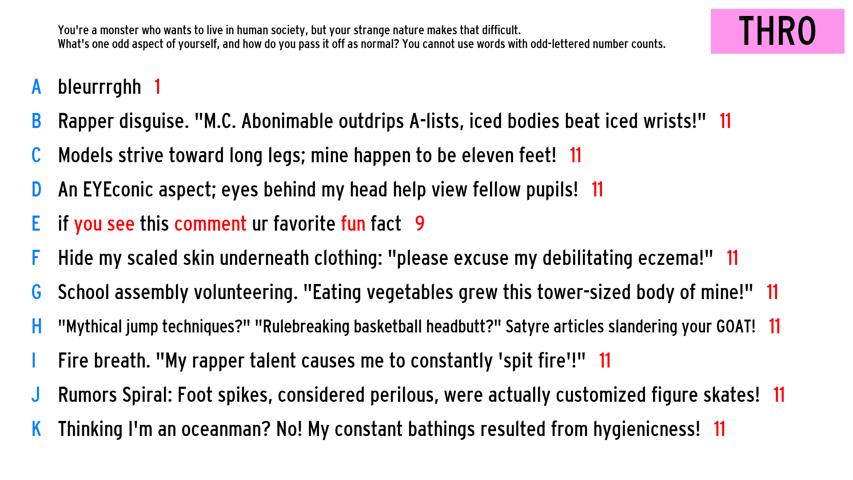 You're a monster who wants to live in human society, but your strange nature makes that difficult.
What's one odd aspect of yourself, and how do you pass it off as normal? You cannot use words with odd-lettered number counts.
THRO
A bleurrrghh 1
B Rapper disguise. "M.C. Abonimable outdrips A-lists, iced bodies beat iced wrists!" 11
C Models strive toward long legs; mine happen to be eleven feet! 11
D An EYEconic aspect; eyes behind my head help view fellow pupils! 11
E if you see this comment ur favorite fun fact 9
F Hide my scaled skin underneath clothing: "please excuse my debilitating eczema!" 11
G School assembly volunteering. "Eating vegetables grew this tower-sized body of mine!" 11
H "Mythical jump techniques?" "Rulebreaking basketball headbutt?" Satyre articles slandering your GOAT! 11
I Fire breath. "My rapper talent causes me to constantly 'spit fire'!" 11
J Rumors Spiral: Foot spikes, considered perilous, were actually customized figure skates! 11
K Thinking I'm an oceanman? No! My constant bathings resulted from hygienicness! 11